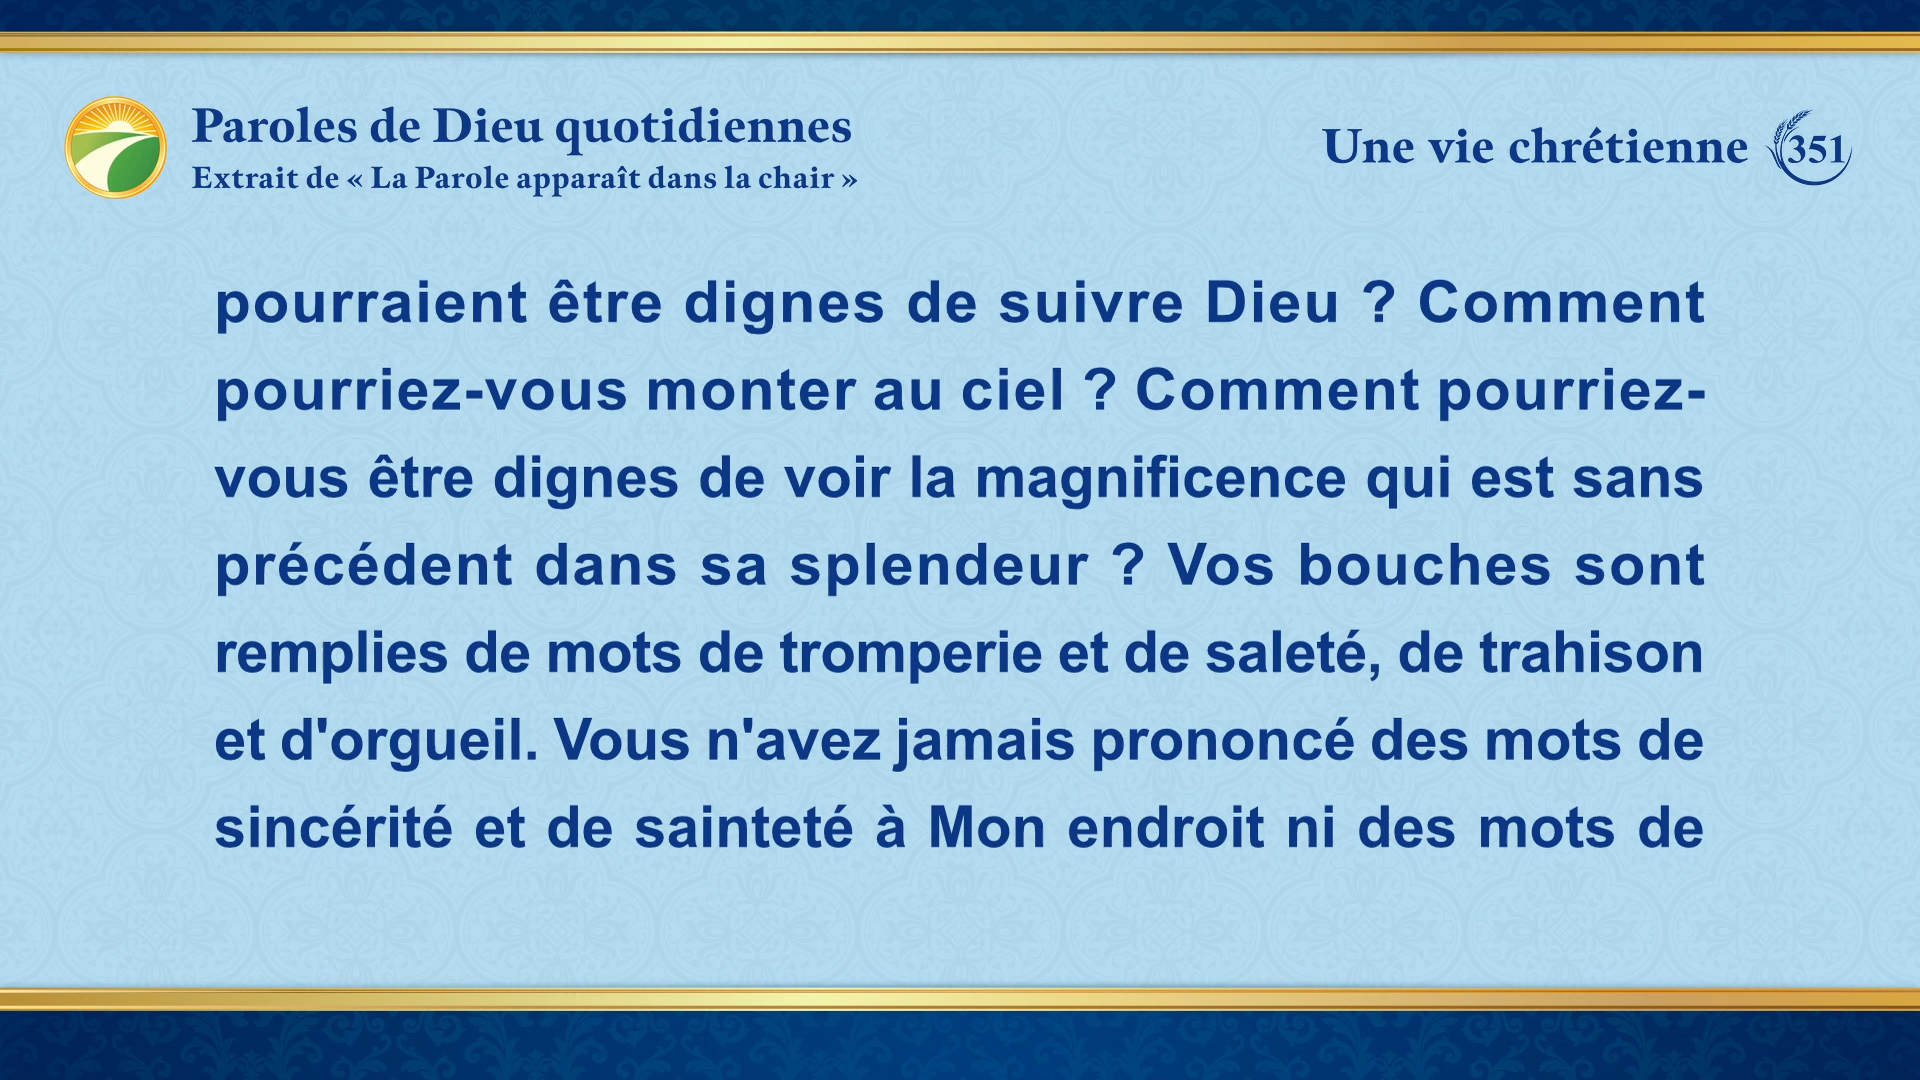 Paroles de Dieu quotidiennes
Extrait de « La Parole apparaît dans la chair »
Une vie chrétienne 351
pourraient être dignes de suivre Dieu ? Comment
pourriez-vous monter au ciel ? Comment pourriez-
vous être dignes de voir la magnificence qui est sans
précédent dans sa splendeur ? Vos bouches sont
remplies de mots de tromperie et de saleté, de trahison
et d'orgueil. Vous n'avez jamais prononcé des mots de
sincérité et de sainteté à Mon endroit ni des mots de